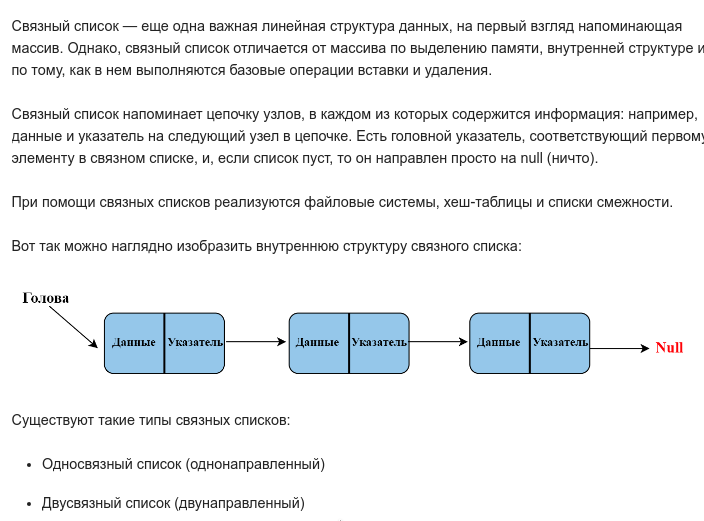 Связный список — еще одна важная линейная структура данных, на первый взгляд напоминающая
массив. Однако, связный список отличается от массива по выделению памяти, внутренней структуре и
по тому, как в нем выполняются базовые операции вставки и удаления.
Связный список напоминает цепочку узлов, в каждом из которых содержится информация: например,
данные и указатель на следующий узел в цепочке. Есть головной указатель, соответствующий первому
элементу в связном списке, и, если список пуст, то он направлен просто на null (ничто).
При помощи связных списков реализуются файловые системы, хеш-таблицы и списки смежности.
Вот так можно наглядно изобразить внутреннюю структуру связного списка:
Голова
Данные Указатель Данные Указатель Данные Указатель Null
Существуют такие типы связных списков:
• Односвязный список (однонаправленный)
• Двусвязный список (двунаправленный)